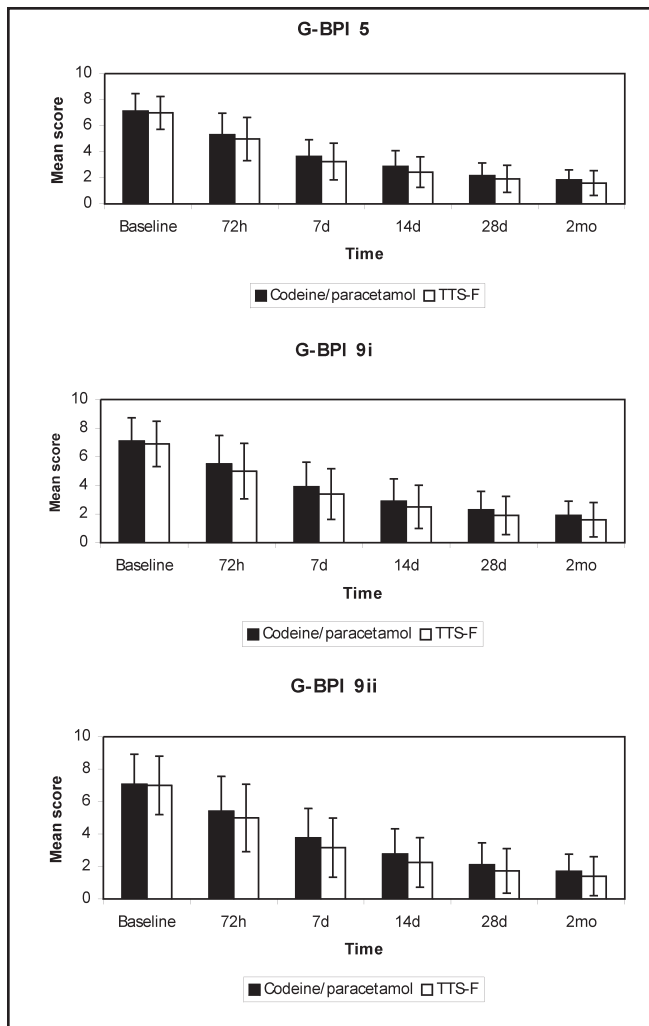 G-BPI 5
10
8
6
4
2
0
Mean score
Baseline 72h 7d 14d 28d 2mo
Time
Codeine/paracetamol TTS-F
G-BPI 9i
10
8
6
4
2
0
Mean score
Baseline 72h 7d 14d 28d 2mo
Time
Codeine/paracetamol TTS-F
G-BPI 9ii
10
8
6
4
2
0
Mean score
Baseline 72h 7d 14d 28d 2mo
Time
Codeine/paracetamol TTS-F